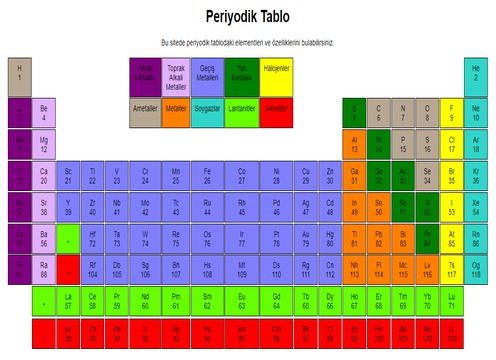 Periyodik Tablo
Bu sitede periyodik tablodaki elementleri ve özelliklerini bulabilirsiniz.
H
1
Alkali Metaller
Toprak Alkali Metaller
Geçiş Metalleri
Yarı Metaller
Halojenler
He
2
Ametaller
Metaller
Soygazlar
Lantanitler
Aktinitler
Li 3 Be 4 B 5 C 6 N 7 O 8 F 9 Ne 10
Na 11 Mg 12 Al 13 Si 14 P 15 S 16 Cl 17 Ar 18
K 19 Ca 20 Sc 21 Ti 22 V 23 Cr 24 Mn 25 Fe 26 Co 27 Ni 28 Cu 29 Zn 30 Ga 31 Ge 32 As 33 Se 34 Br 35 Kr 36
Rb 37 Sr 38 Y 39 Zr 40 Nb 41 Mo 42 Tc 43 Ru 44 Rh 45 Pd 46 Ag 47 Cd 48 In 49 Sn 50 Sb 51 Te 52 I 53 Xe 54
Ba 56 * Hf 72 Ta 73 W 74 Re 75 Os 76 Ir 77 Pt 78 Au 79 Hg 80 Tl 81 Pb 82 Bi 83 Po 84 At 85 Rn 86
Ra Rf 104 Db 105 Sg 106 Bh 107 Hs 108 Mt 109 Ds 110 Rg 111 Cn 112 Nh 113 Fl 114 Mc 115 Lv 116 Ts 117 Og 118
* La 57 Ce 58 Pr 59 Nd 60 Pm 61 Sm 62 Eu 63 Gd 64 Tb 65 Dy 66 Ho 67 Er 68 Tm 69 Yb 70 Lu 71
Ac 89 Th 90 Pa 91 U 92 Np 93 Pu 94 Am 95 Cm 96 Bk 97 Cf 98 Es 99 Fm 100 Md 101 No 102 Lr 103